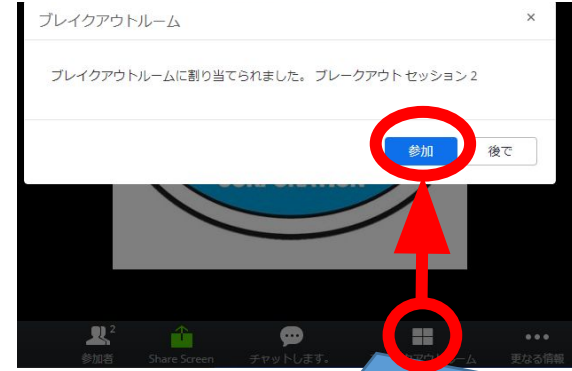 ブレイクアウトルーム
×
ブレイクアウトルームに割り当てられました。 ブレークアウト セッション 2
参加
後で
2
参加者
Share Screen
チャットします。
更なる情報